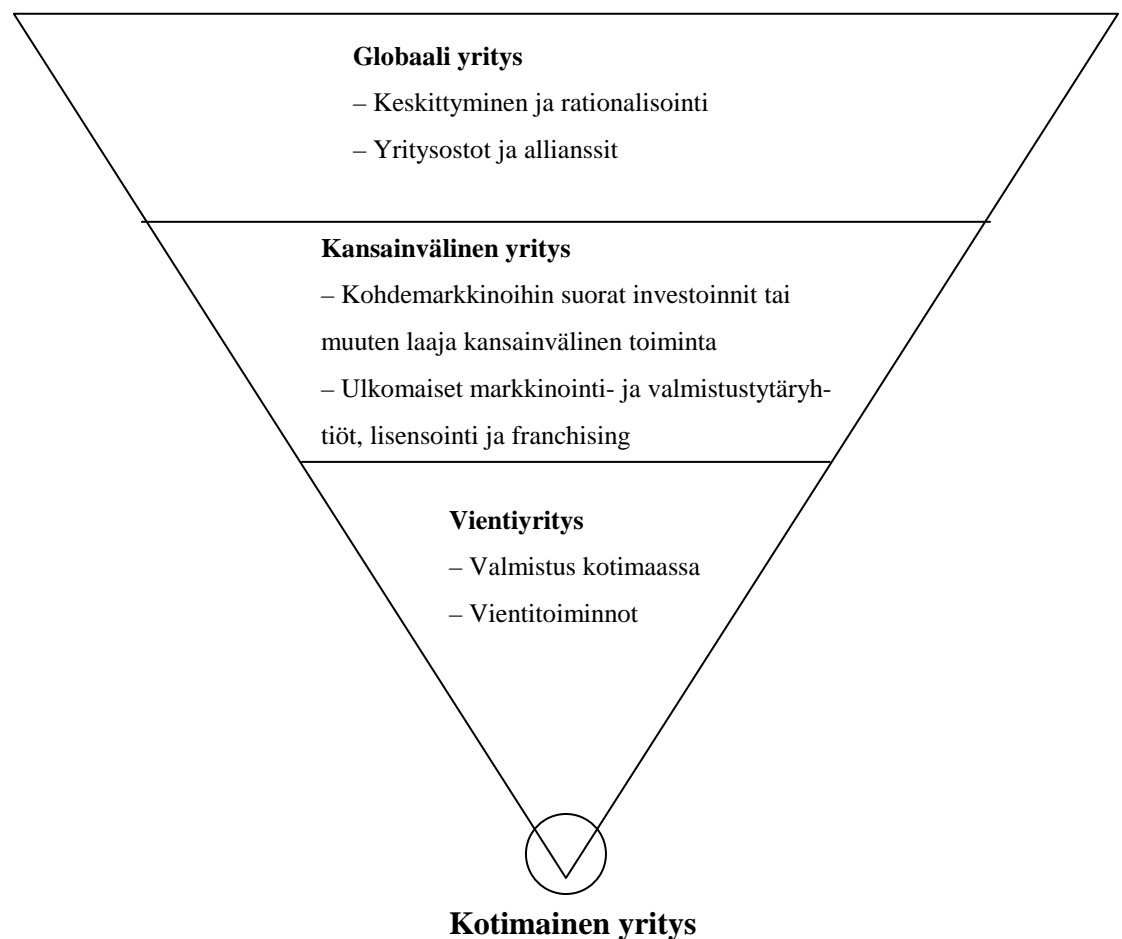 Globaali yritys
– Keskittyminen ja rationalisointi
– Yritysostot ja allianssit
Kansainvälinen yritys
– Kohdemarkkinoihin suorat investoinnit tai
muuten laaja kansainvälinen toiminta
– Ulkomaiset markkinointi- ja valmistustytäryh-
tiöt, lisensointi ja franchising
Vientiyritys
– Valmistus kotimaassa
– Vientitoiminnot
Kotimainen yritys